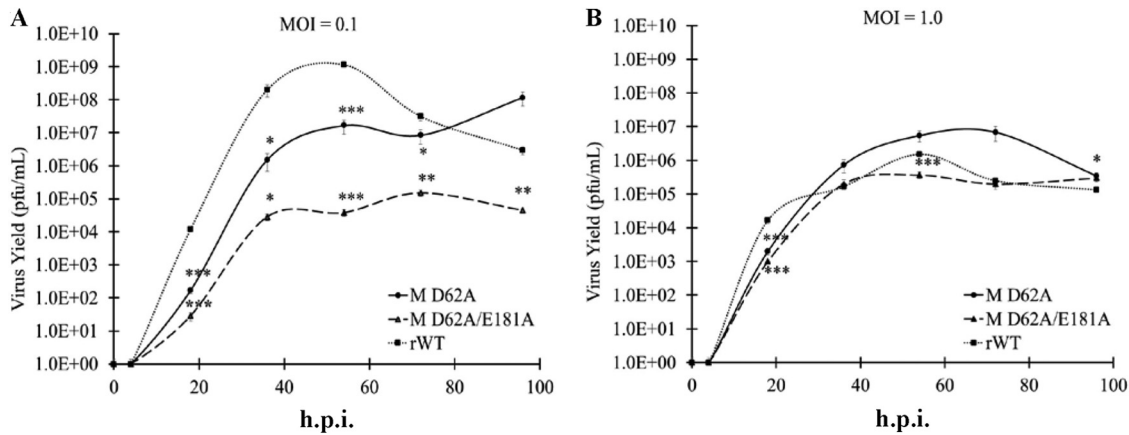 A
MOI = 0.1
Virus Yield (pfu/mL)
1.0E+10
1.0E+09
1.0E+08
1.0E+07
1.0E+06
1.0E+05
1.0E+04
1.0E+03
1.0E+02
1.0E+01
1.0E+00
***
***
*
*
***
***
*
**
**
M D62A
M D62A/E181A
rWT
0 20 40 60 80 100
h.p.i.
B
MOI = 1.0
Virus Yield (pfu/mL)
1.0E+10
1.0E+09
1.0E+08
1.0E+07
1.0E+06
1.0E+05
1.0E+04
1.0E+03
1.0E+02
1.0E+01
1.0E+00
***
***
***
*
M D62A
M D62A/E181A
rWT
0 20 40 60 80 100
h.p.i.